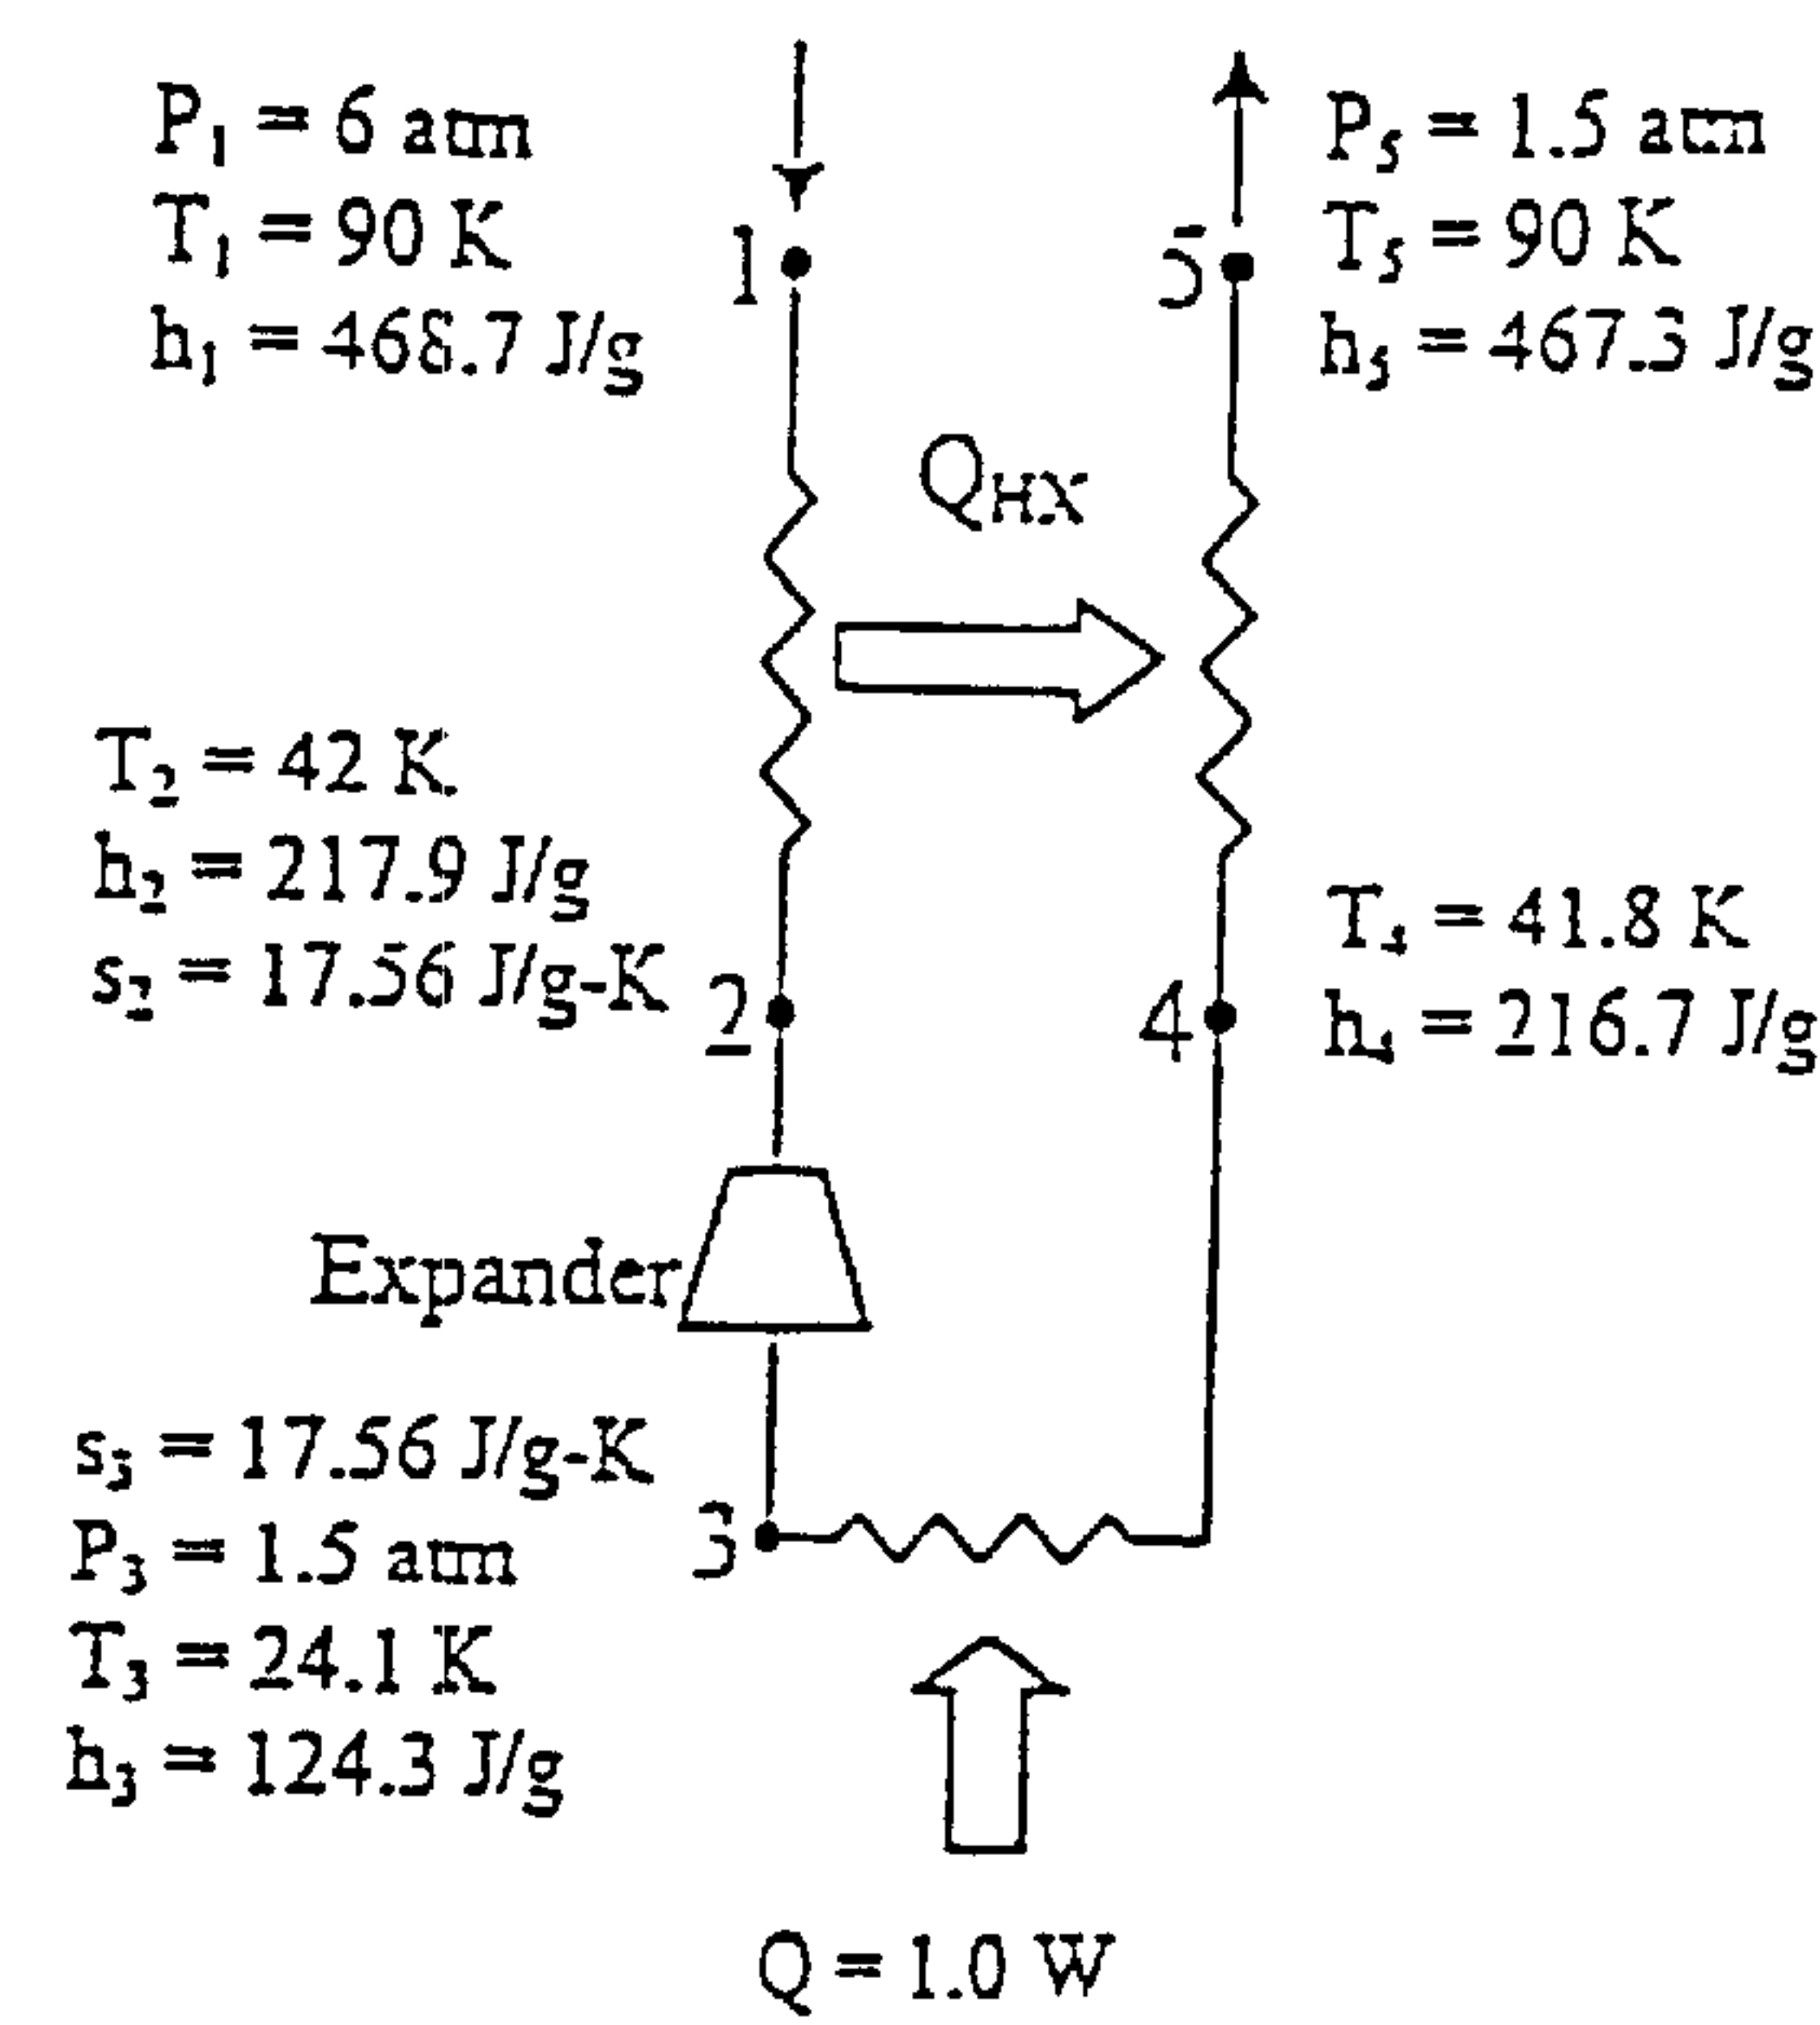 P₁ = 6 atm
T₁ = 90 K
h₁ = 468.7 J/g
1
5
P₅ = 1.5 atm
T₅ = 90 K
h₅ = 467.3 J/g
Q_HX
T₂ = 42 K
h₂ = 217.9 J/g
s₂ = 17.56 J/g-K
2
4
T₄ = 41.8 K
h₄ = 216.7 J/g
Expander
s₃ = 17.56 J/g-K
P₃ = 1.5 atm
T₃ = 24.1 K
h₃ = 124.3 J/g
3
Q = 1.0 W